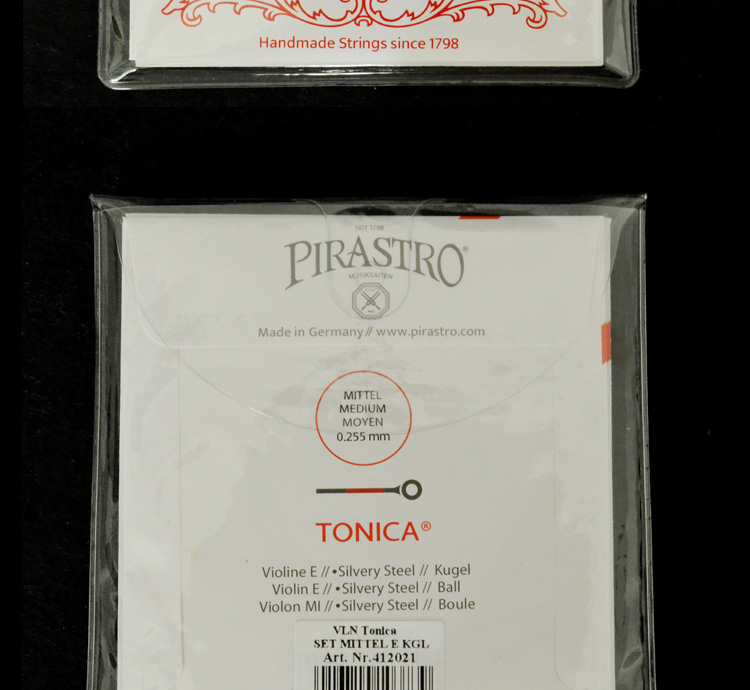 Handmade Strings since 1798
SEIT 1798
PIRASTRO®
MUSIKSAITEN
Made in Germany // www.pirastro.com
MITTEL
MEDIUM
MOYEN
0.255 mm
TONICA®
Violine E // •Silvery Steel // Kugel
Violin E // •Silvery Steel // Ball
Violon MI // •Silvery Steel // Boule
VLN Tonica
SET MITTEL E KGL
Art. Nr.412021